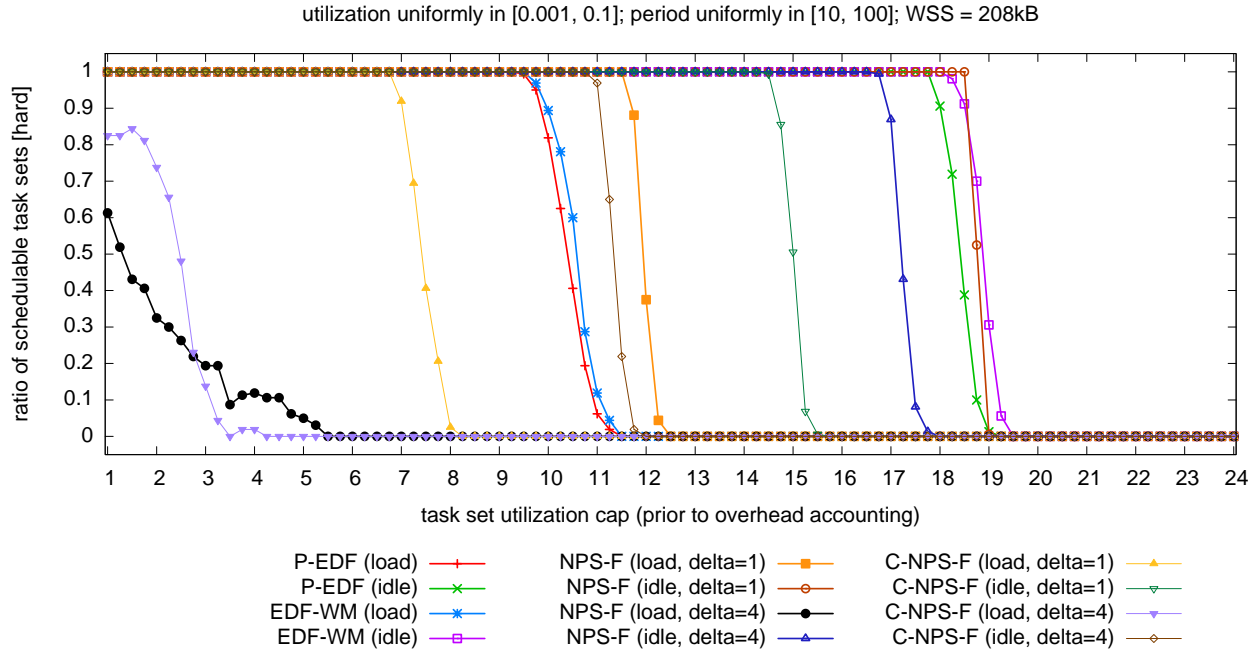 utilization uniformly in [0.001, 0.1]; period uniformly in [10, 100]; WSS = 208kB
ratio of schedulable task sets [hard]
1
0.9
0.8
0.7
0.6
0.5
0.4
0.3
0.2
0.1
0
1 2 3 4 5 6 7 8 9 10 11 12 13 14 15 16 17 18 19 20 21 22 23 24
task set utilization cap (prior to overhead accounting)
P-EDF (load) NPS-F (load, delta=1) C-NPS-F (load, delta=1)
P-EDF (idle) NPS-F (idle, delta=1) C-NPS-F (idle, delta=1)
EDF-WM (load) NPS-F (load, delta=4) C-NPS-F (load, delta=4)
EDF-WM (idle) NPS-F (idle, delta=4) C-NPS-F (idle, delta=4)